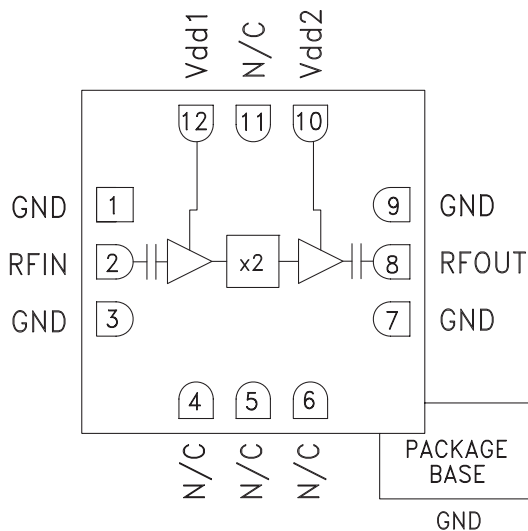 Vdd1
N/C
Vdd2
12
11
10
GND
1
9
GND
RFIN
2
x2
8
RFOUT
GND
3
7
GND
4
5
6
N/C
N/C
N/C
PACKAGE
BASE
GND